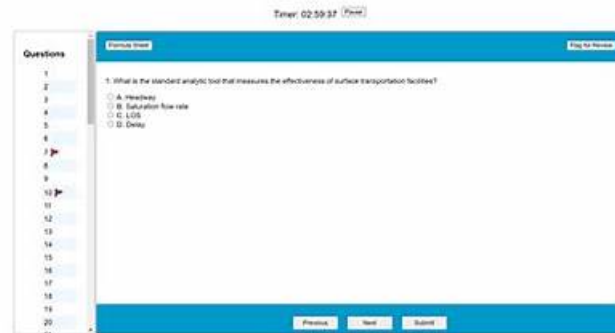 Timer: 02:59:37 Pause
Questions
Formula Sheet
Flag for Review
1. What is the standard analytic tool that measures the effectiveness of surface transportation facilities?
A. Headway
B. Saturation flow rate
C. LOS
D. Delay
1
2
3
4
5
6
7
8
9
10
11
12
13
14
15
16
17
18
19
20
Previous
Next
Submit